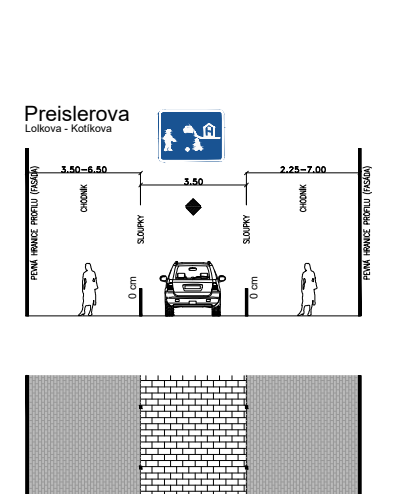 Preislerova
Lolkova - Kotíkova
3.50-6.50
3.50
2.25-7.00
PEVNÁ HRANICE PROFILU (FASÁDA)
CHODNÍK
SLOUPKY
SLOUPKY
CHODNÍK
PEVNÁ HRANICE PROFILU (FASÁDA)
0 cm
0 cm